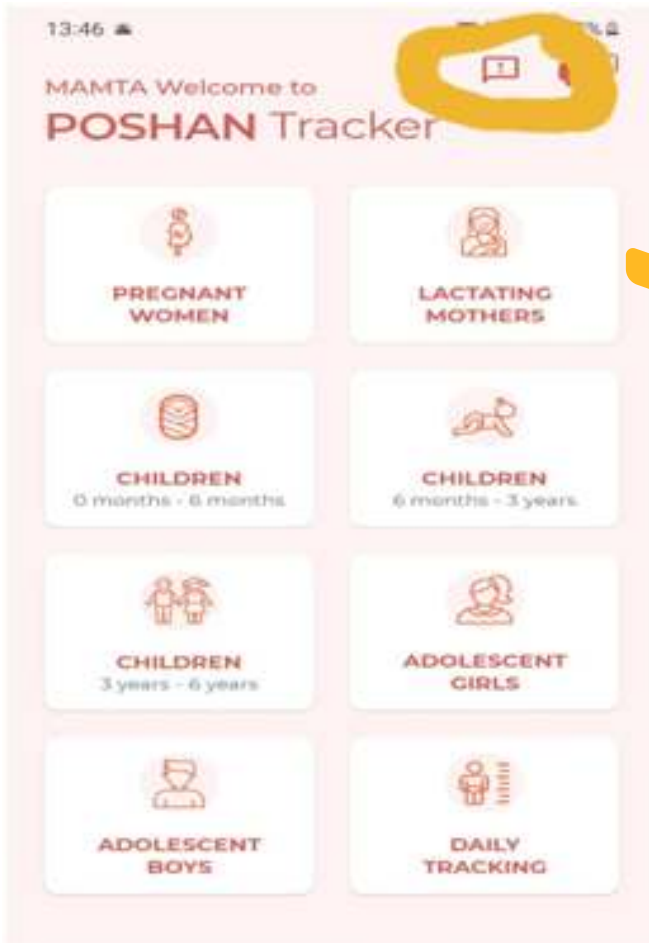 13:46
MAMTA Welcome to
POSHAN Tracker
PREGNANT
WOMEN
LACTATING
MOTHERS
CHILDREN
0 months - 6 months
CHILDREN
6 months - 3 years
CHILDREN
3 years - 6 years
ADOLESCENT
GIRLS
ADOLESCENT
BOYS
DAILY
TRACKING